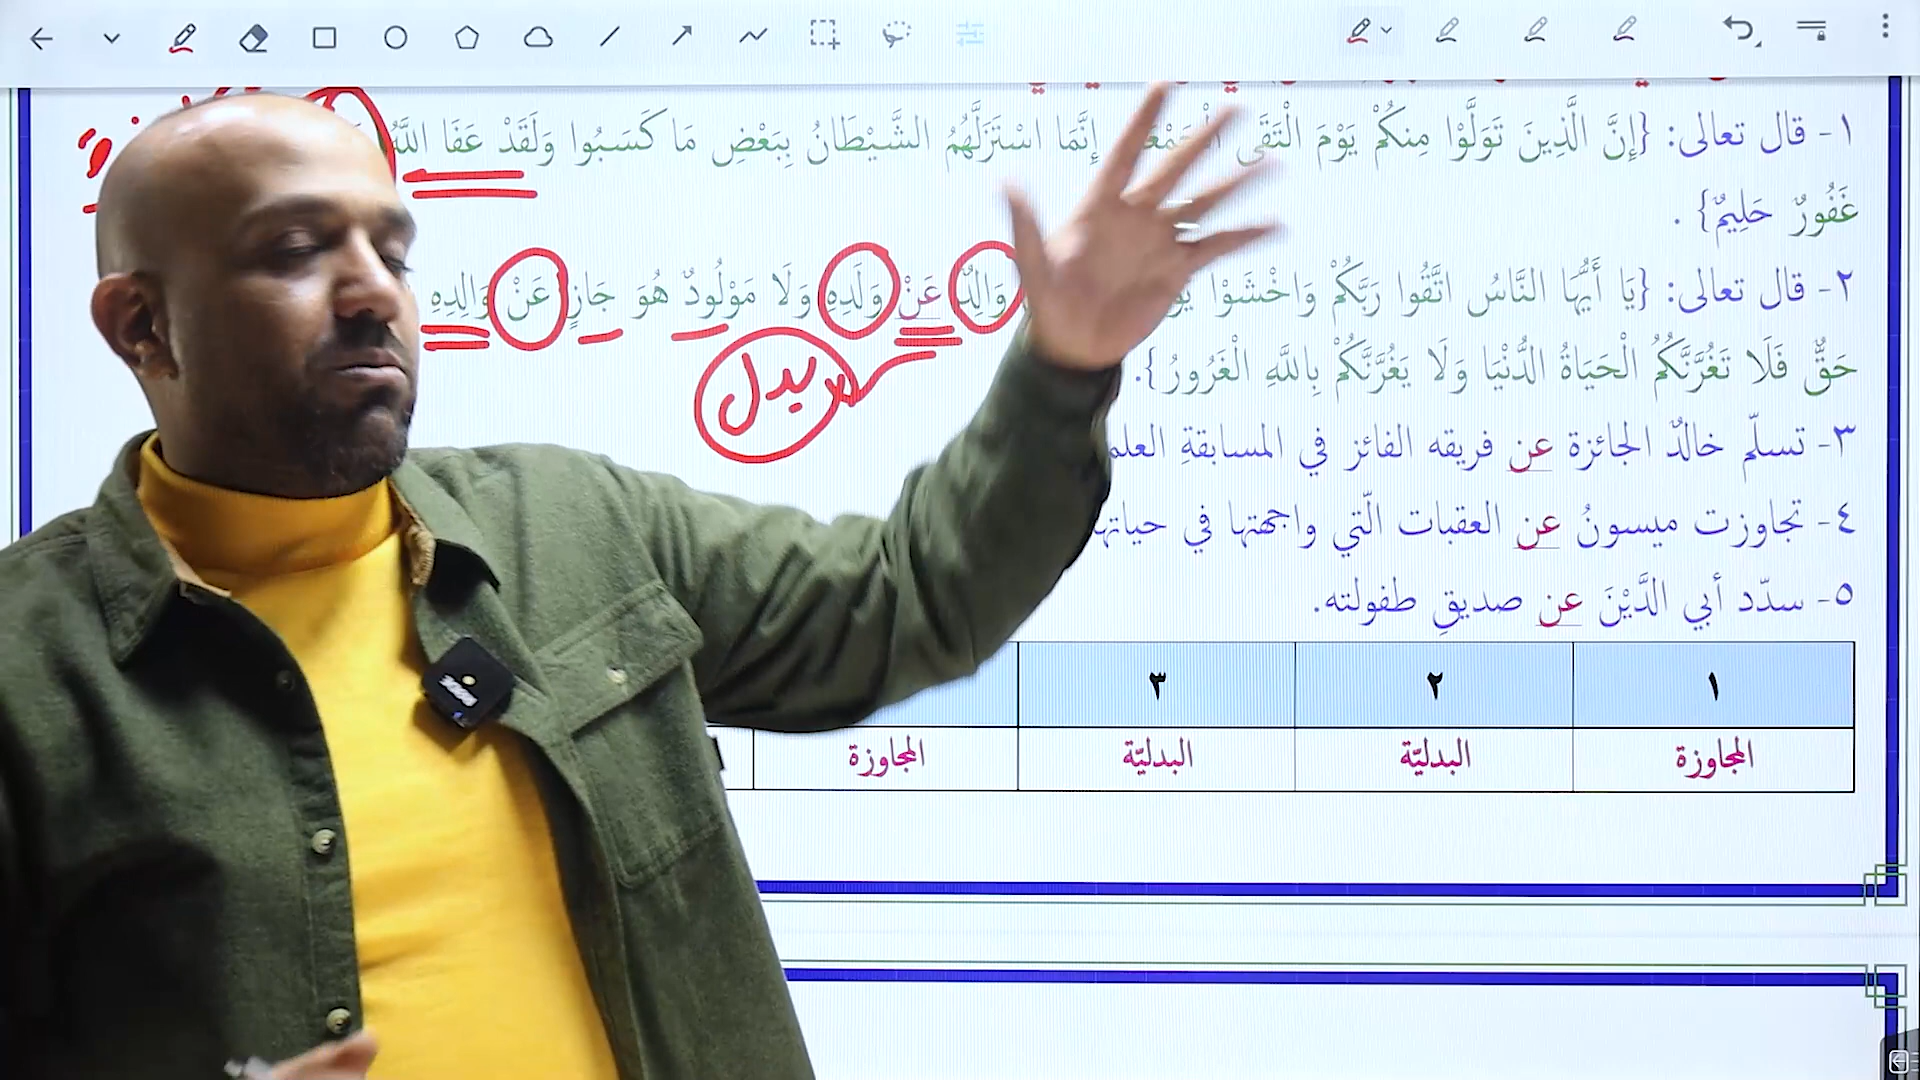 ١- قال تعالى: {إِنَّ الَّذِينَ تَوَلَّوْا مِنكُمْ يَوْمَ الْتَقَى إِنَّمَا اسْتَزَلَّهُمُ الشَّيْطَانُ بِبَعْضِ مَا كَسَبُوا وَلَقَدْ عَفَا اللَّهُ
غَفُورٌ حَلِيمٌ} .
٢- قال تعالى: {يَا أَيُّهَا النَّاسُ اتَّقُوا رَبَّكُمْ وَاخْشَوْا وَالِدٌ عَنْ وَلَدِهِ وَلَا مَوْلُودٌ هُوَ جَازٍ عَنْ وَالِدِهِ
بدل
حَقٌّ فَلَا تَغُرَّنَّكُمُ الْحَيَاةُ الدُّنْيَا وَلَا يَغُرَّنَّكُمْ بِاللَّهِ الْغَرُورُ}.
٣- تسلّم خالدٌ الجائزة عن فريقه الفائز في المسابقةِ
٤- تجاوزت ميسونُ عن العقبات الّتي واجهتها في
٥- سدّد أبي الدَّيْنَ عن صديقِ طفولته.
١ ٢ ٣
المجاوزة البدليّة البدليّة المجاوزة